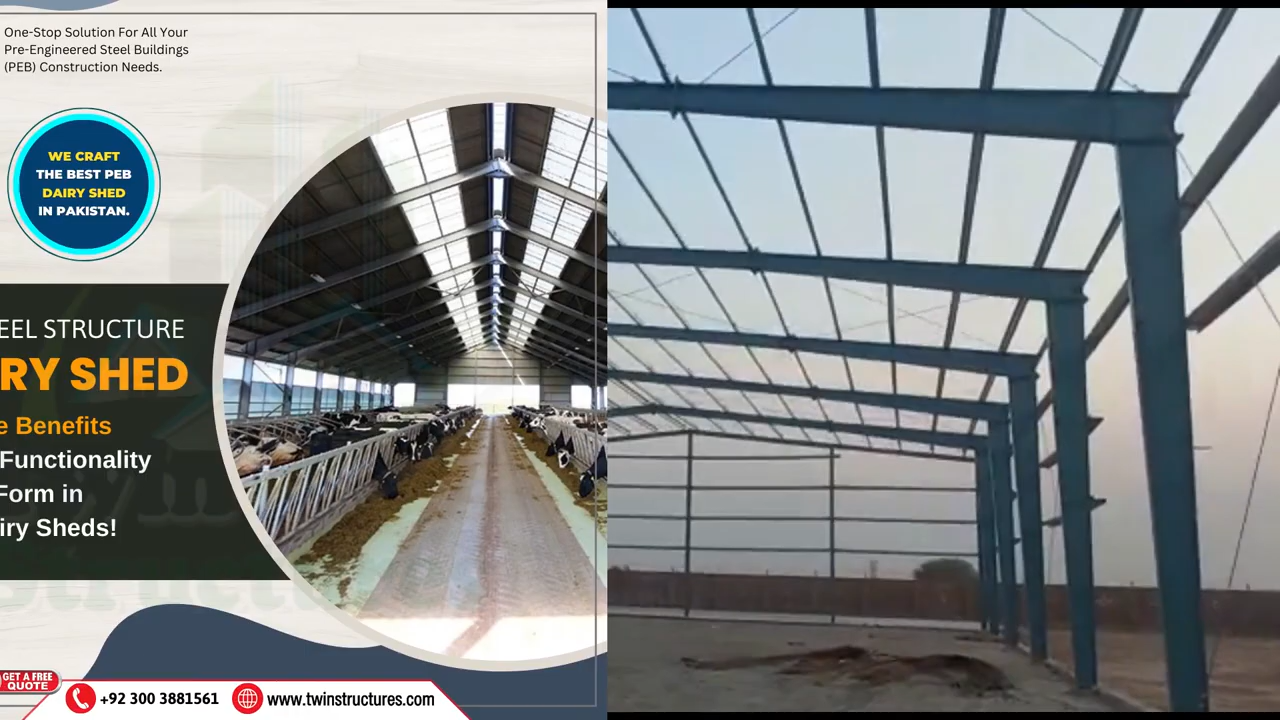 One-Stop Solution For All Your
Pre-Engineered Steel Buildings
(PEB) Construction Needs.
WE CRAFT
THE BEST PEB
DAIRY SHED
IN PAKISTAN.
EEL STRUCTURE
RY SHED
e Benefits
Functionality
Form in
iry Sheds!
GET A FREE
QUOTE
+92 300 3881561
www.twinstructures.com